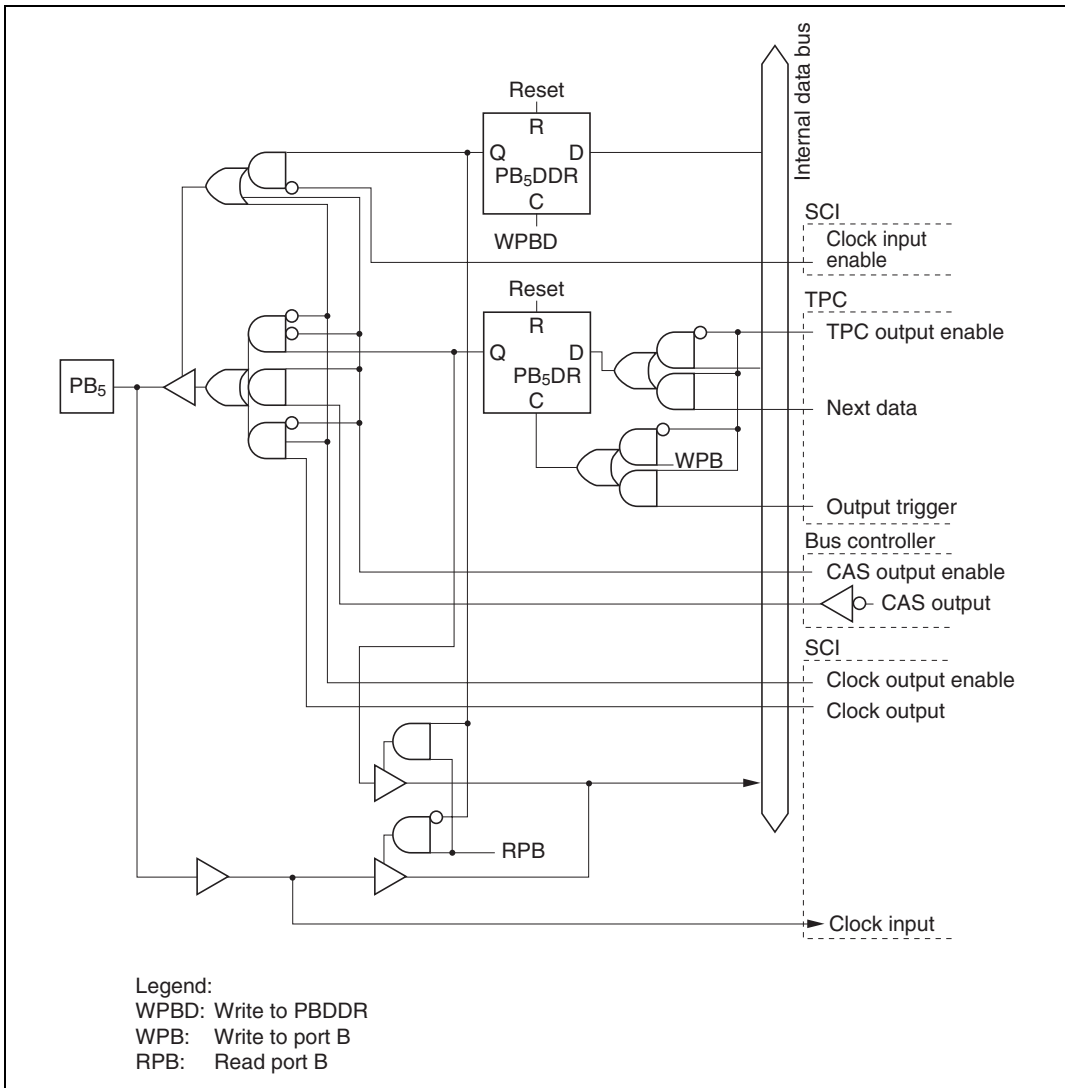 Internal data bus
Reset
R
Q D
PB₅DDR
C
WPBD
SCI
Clock input
enable
Reset
R
Q D
PB₅DR
C
TPC
TPC output enable
Next data
WPB
Output trigger
PB₅
Bus controller
CAS output enable
CAS output
SCI
Clock output enable
Clock output
RPB
Clock input
Legend:
WPBD: Write to PBDDR
WPB: Write to port B
RPB: Read port B